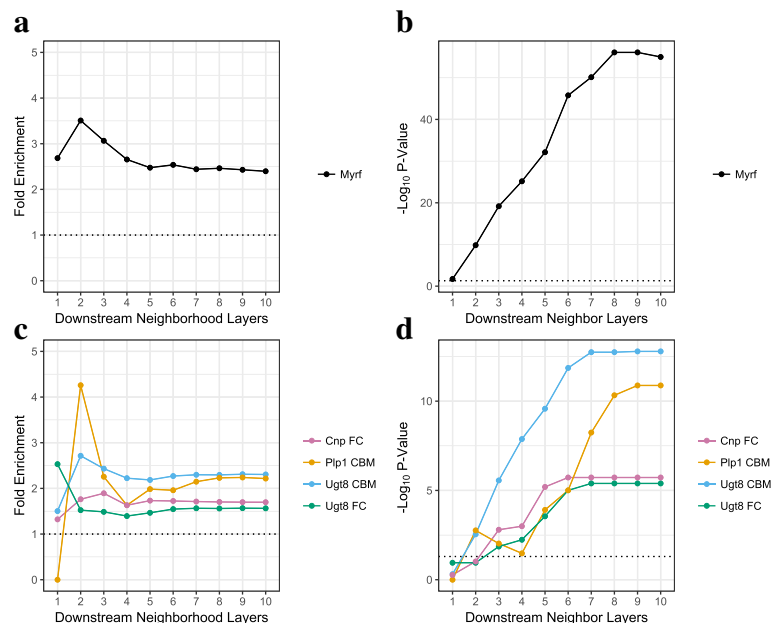 a
Fold Enrichment
5
4
3
2
1
0
1 2 3 4 5 6 7 8 9 10
Downstream Neighborhood Layers
Myrf
b
-Log10 P-Value
40
20
0
1 2 3 4 5 6 7 8 9 10
Downstream Neighbor Layers
Myrf
c
Fold Enrichment
5
4
3
2
1
0
1 2 3 4 5 6 7 8 9 10
Downstream Neighborhood Layers
Cnp FC
Plp1 CBM
Ugt8 CBM
Ugt8 FC
d
-Log10 P-Value
10
5
0
1 2 3 4 5 6 7 8 9 10
Downstream Neighbor Layers
Cnp FC
Plp1 CBM
Ugt8 CBM
Ugt8 FC